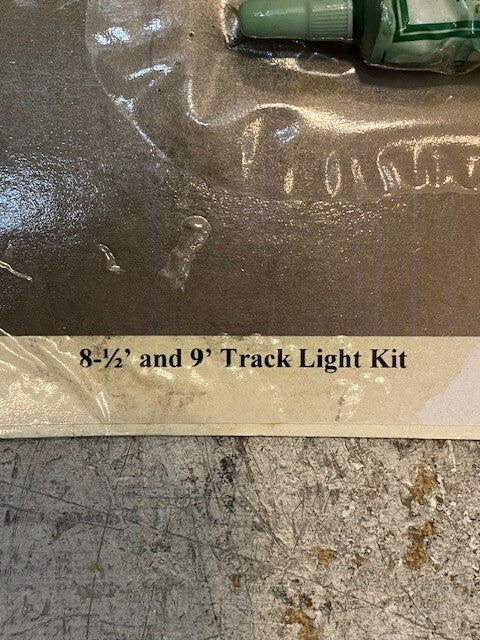 8-½’ and 9’ Track Light Kit